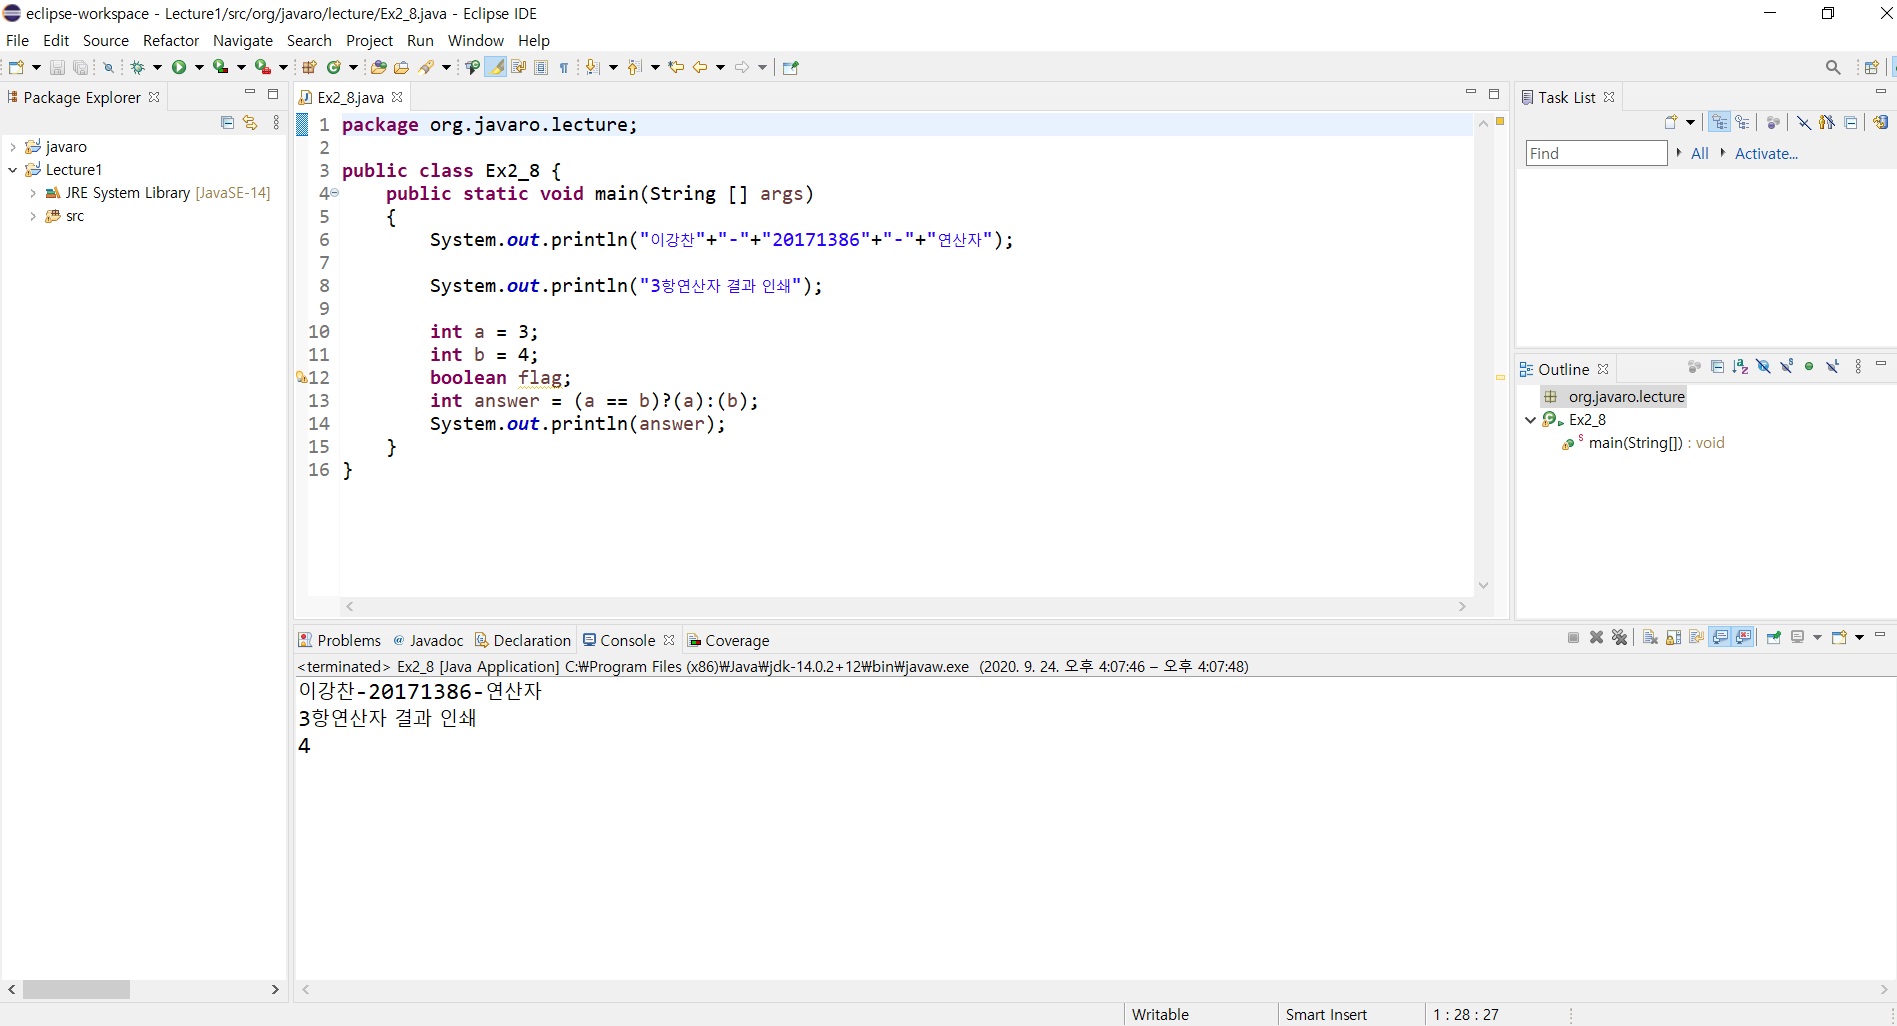 eclipse-workspace - Lecture1/src/org/javaro/lecture/Ex2_8.java - Eclipse IDE
File Edit Source Refactor Navigate Search Project Run Window Help
Package Explorer
javaro
Lecture1
JRE System Library [JavaSE-14]
src
Ex2_8.java
1 package org.javaro.lecture;
2
3 public class Ex2_8 {
4 public static void main(String [] args)
5 {
6 System.out.println("이강찬"+"-"+"20171386"+"-"+"연산자");
7
8 System.out.println("3항연산자 결과 인쇄");
9
10 int a = 3;
11 int b = 4;
12 boolean flag;
13 int answer = (a == b)?(a):(b);
14 System.out.println(answer);
15 }
16 }
Task List
Find All Activate...
Outline
org.javaro.lecture
Ex2_8
main(String[]) : void
Problems Javadoc Declaration Console Coverage
<terminated> Ex2_8 [Java Application] C:₩Program Files (x86)₩Java₩jdk-14.0.2+12₩bin₩javaw.exe (2020. 9. 24. 오후 4:07:46 – 오후 4:07:48)
이강찬-20171386-연산자
3항연산자 결과 인쇄
4
Writable Smart Insert 1 : 28 : 27